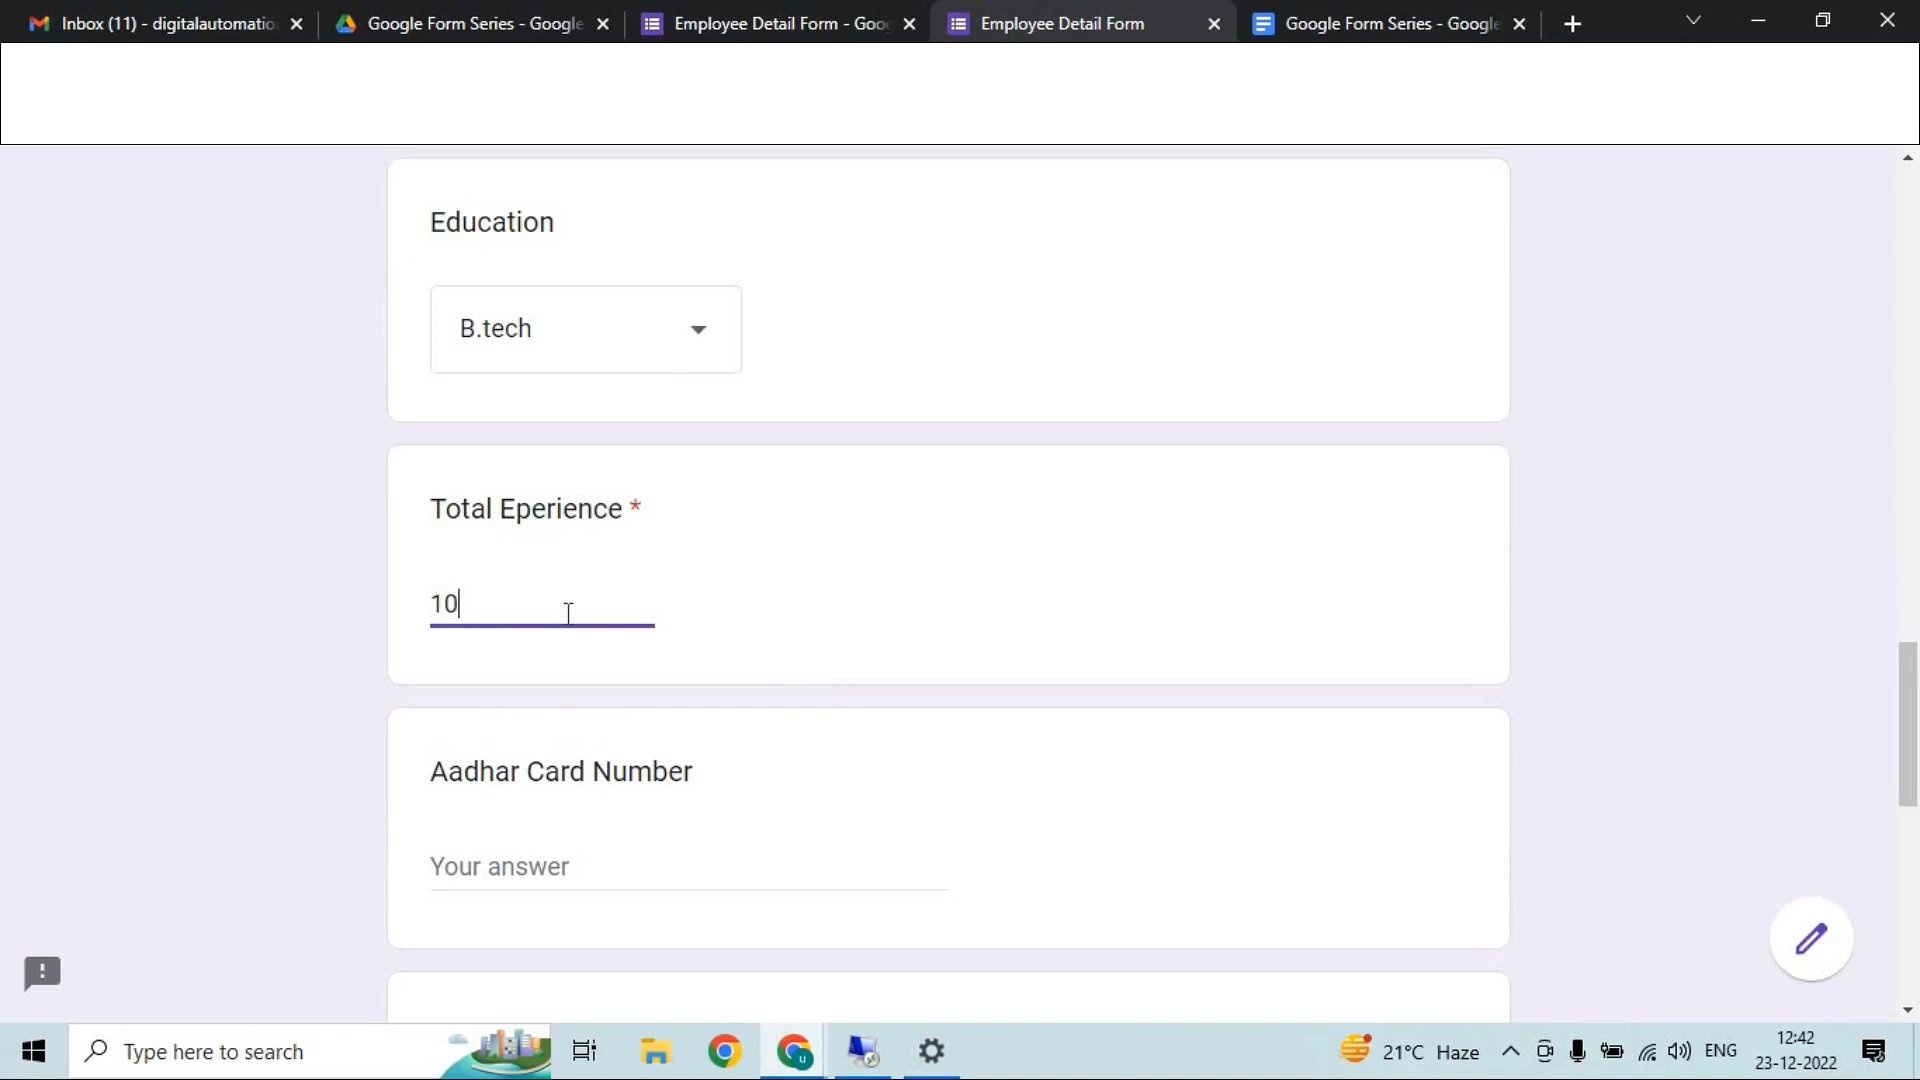 Inbox (11) - digitalautomatio
Google Form Series - Google
Employee Detail Form - Goo
Employee Detail Form
Google Form Series - Google
Education
B.tech
Total Eperience *
10
Aadhar Card Number
Your answer
Type here to search
21°C Haze
ENG
12:42
23-12-2022